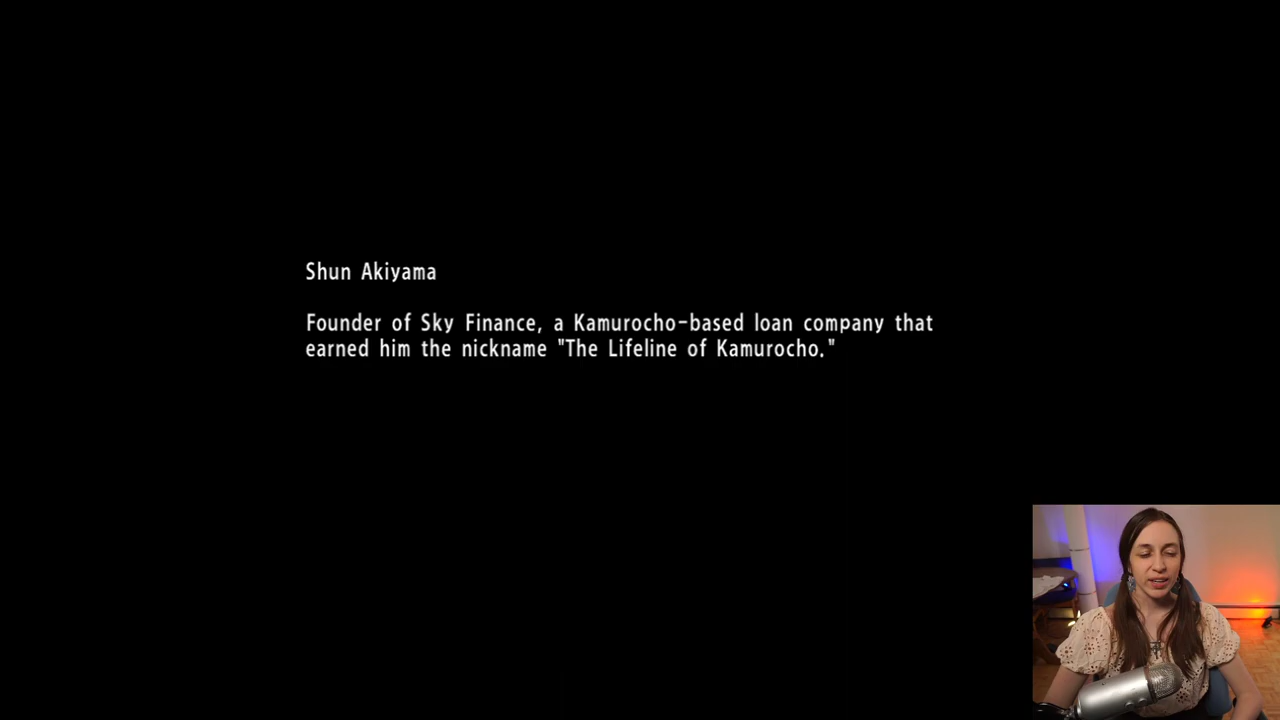 Shun Akiyama
Founder of Sky Finance, a Kamurocho-based loan company that
earned him the nickname "The Lifeline of Kamurocho."